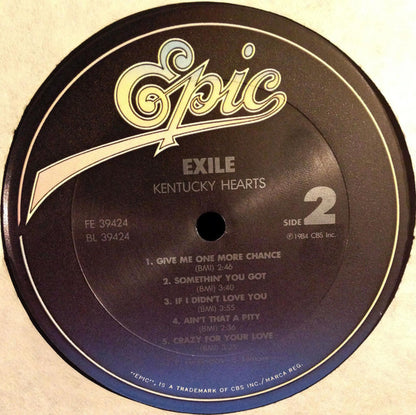 Epic
EXILE
KENTUCKY HEARTS
FE 39424
BL 39424
SIDE 2
℗1984 CBS Inc.
1. GIVE ME ONE MORE CHANCE
(BMI) 2:46
2. SOMETHIN' YOU GOT
(BMI) 3:40
3. IF I DIDN'T LOVE YOU
(BMI) 3:55
4. AIN'T THAT A PITY
(BMI) 2:36
5. CRAZY FOR YOUR LOVE
(BMI)
"EPIC", IS A TRADEMARK OF CBS INC./MARCA REG.